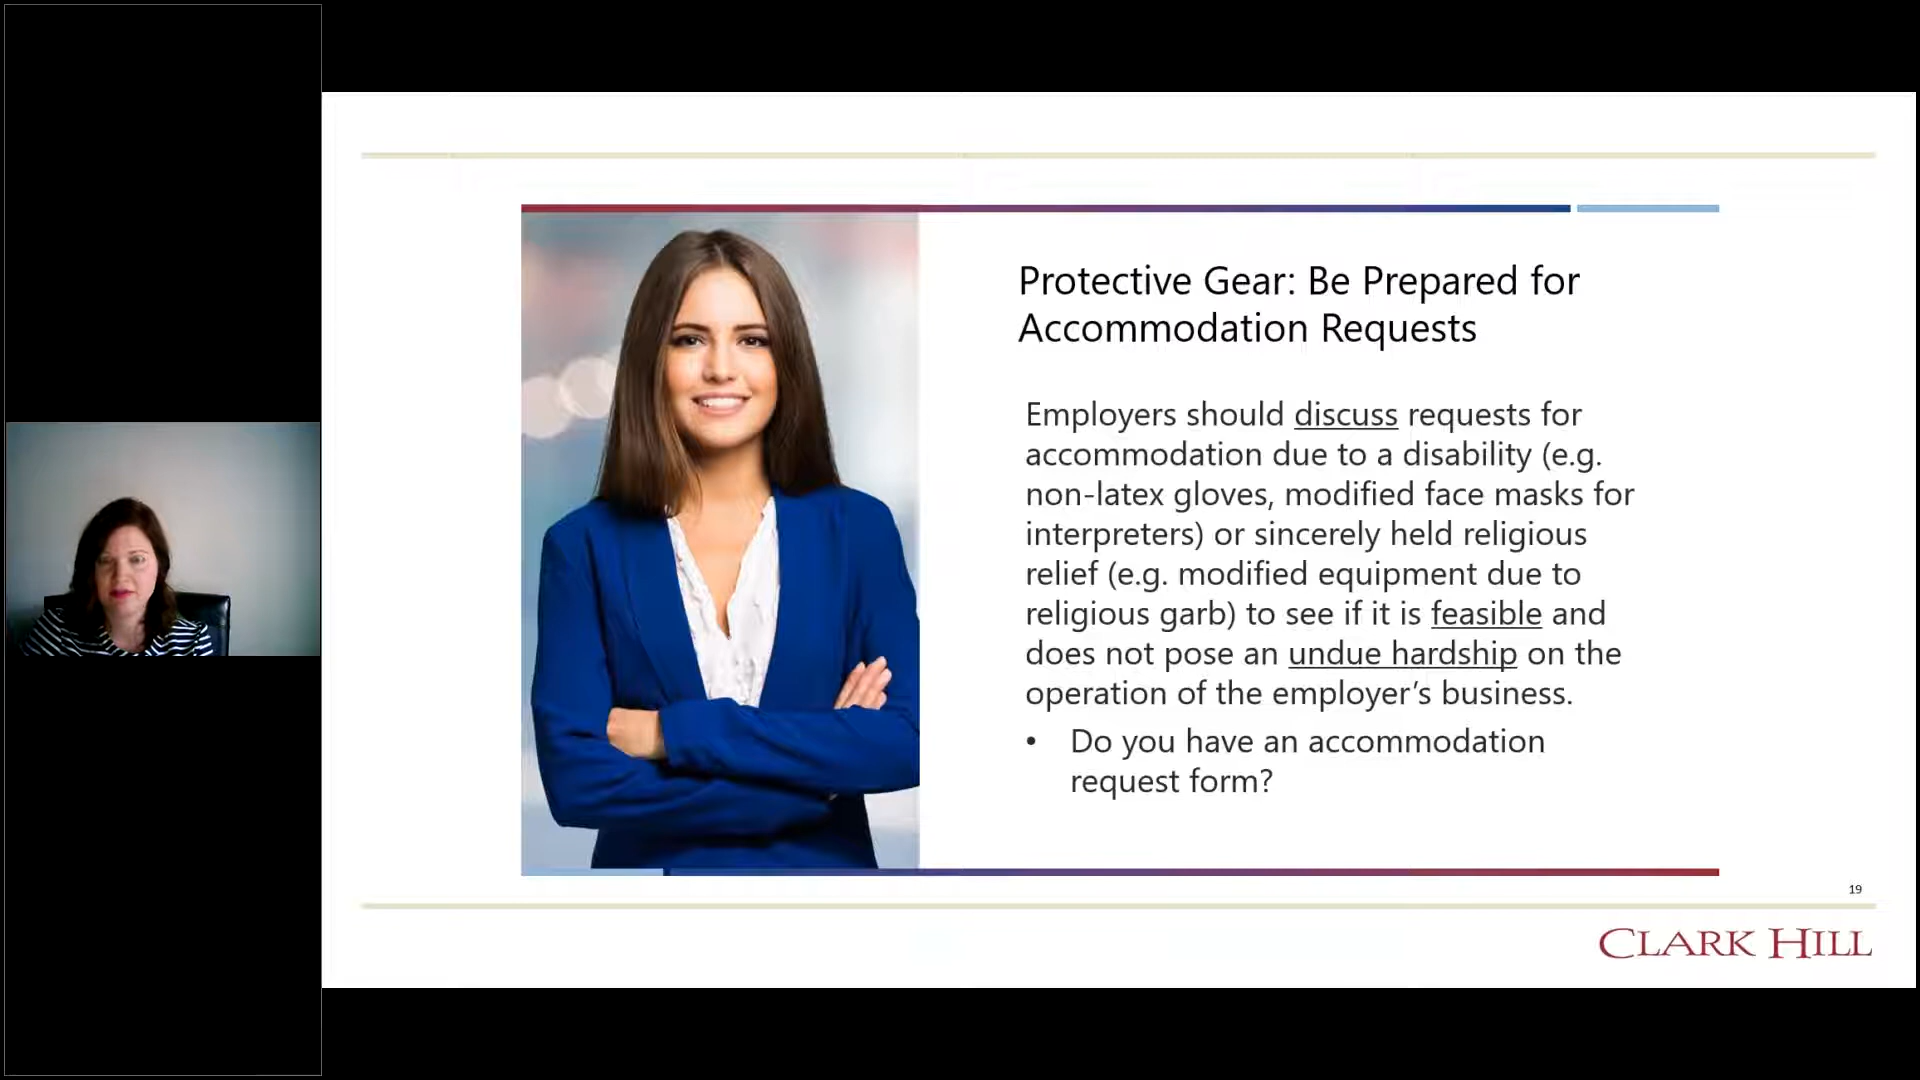 Protective Gear: Be Prepared for
Accommodation Requests
Employers should discuss requests for
accommodation due to a disability (e.g.
non-latex gloves, modified face masks for
interpreters) or sincerely held religious
relief (e.g. modified equipment due to
religious garb) to see if it is feasible and
does not pose an undue hardship on the
operation of the employer’s business.
• Do you have an accommodation
request form?
19
CLARK HILL